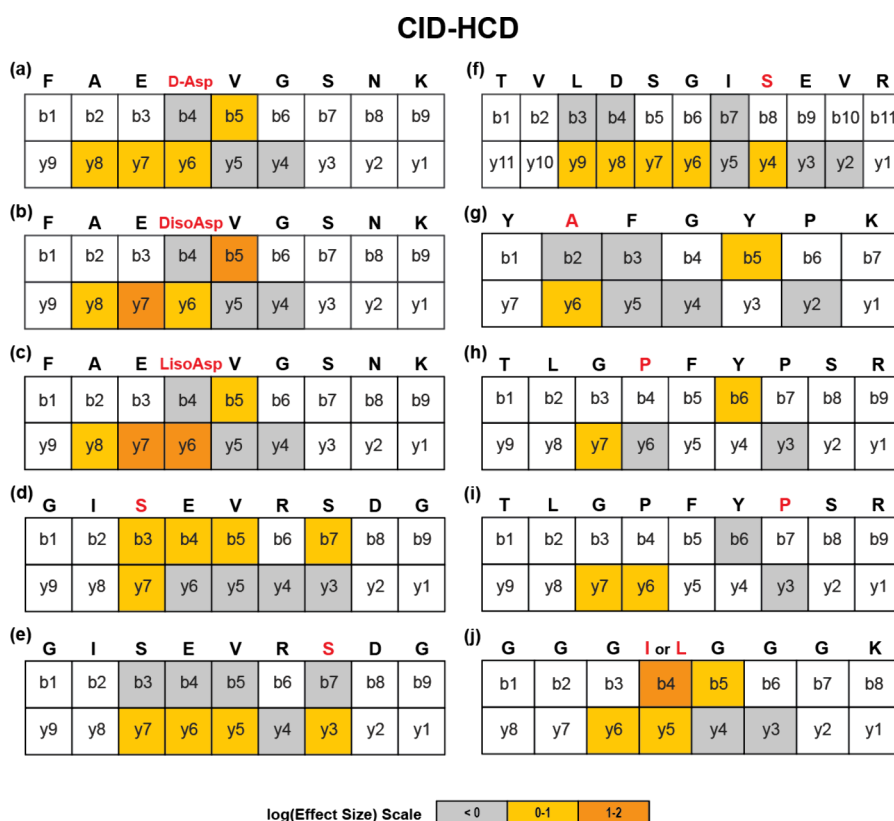 CID-HCD
(a)
F A E D-Asp V G S N K
b1 b2 b3 b4 b5 b6 b7 b8 b9
y9 y8 y7 y6 y5 y4 y3 y2 y1
(b)
F A E DisoAsp V G S N K
b1 b2 b3 b4 b5 b6 b7 b8 b9
y9 y8 y7 y6 y5 y4 y3 y2 y1
(c)
F A E LisoAsp V G S N K
b1 b2 b3 b4 b5 b6 b7 b8 b9
y9 y8 y7 y6 y5 y4 y3 y2 y1
(d)
G I S E V R S D G
b1 b2 b3 b4 b5 b6 b7 b8 b9
y9 y8 y7 y6 y5 y4 y3 y2 y1
(e)
G I S E V R S D G
b1 b2 b3 b4 b5 b6 b7 b8 b9
y9 y8 y7 y6 y5 y4 y3 y2 y1
(f)
T V L D S G I S E V R
b1 b2 b3 b4 b5 b6 b7 b8 b9 b10 b11
y11 y10 y9 y8 y7 y6 y5 y4 y3 y2 y1
(g)
Y A F G Y P K
b1 b2 b3 b4 b5 b6 b7
y7 y6 y5 y4 y3 y2 y1
(h)
T L G P F Y P S R
b1 b2 b3 b4 b5 b6 b7 b8 b9
y9 y8 y7 y6 y5 y4 y3 y2 y1
(i)
T L G P F Y P S R
b1 b2 b3 b4 b5 b6 b7 b8 b9
y9 y8 y7 y6 y5 y4 y3 y2 y1
(j)
G G G I or L G G G K
b1 b2 b3 b4 b5 b6 b7 b8
y8 y7 y6 y5 y4 y3 y2 y1
log(Effect Size) Scale < 0 0-1 1-2